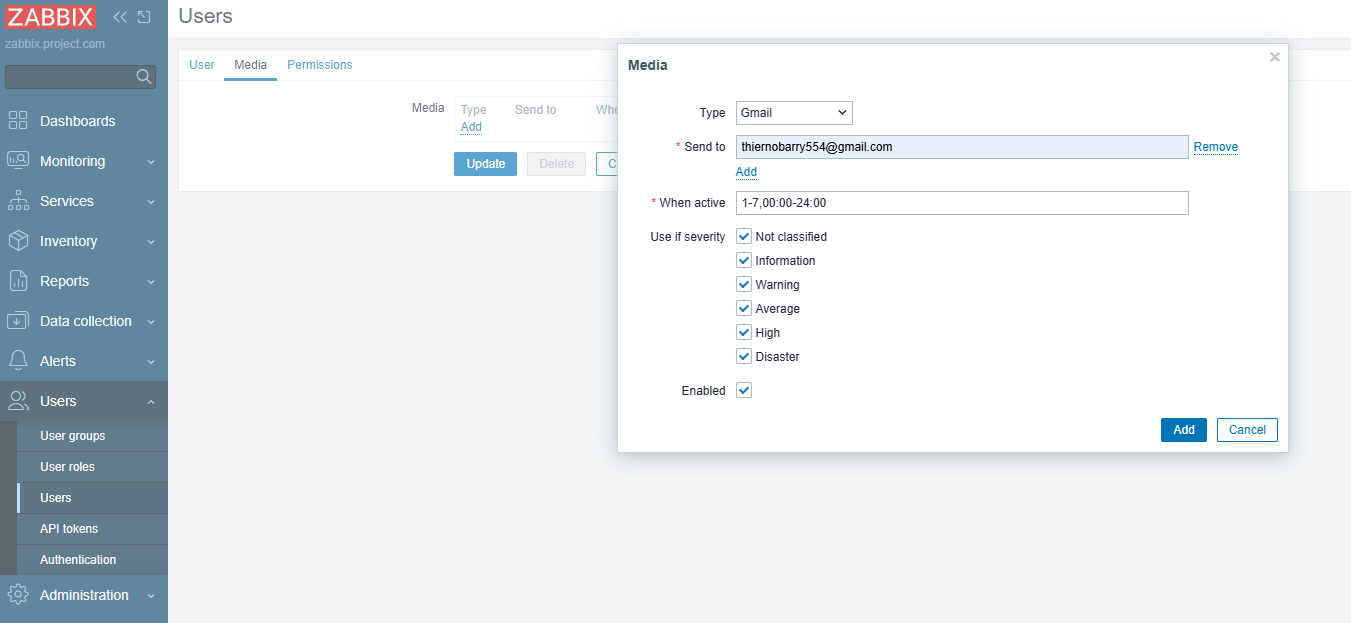 ZABBIX
zabbix.project.com
Dashboards
Monitoring
Services
Inventory
Reports
Data collection
Alerts
Users
User groups
User roles
Users
API tokens
Authentication
Administration
Users
User Media Permissions
Media Type Send to
Add
Update Delete
Media
Type Gmail
* Send to thiernobarry554@gmail.com Remove
Add
* When active 1-7,00:00-24:00
Use if severity Not classified
Information
Warning
Average
High
Disaster
Enabled
Add Cancel